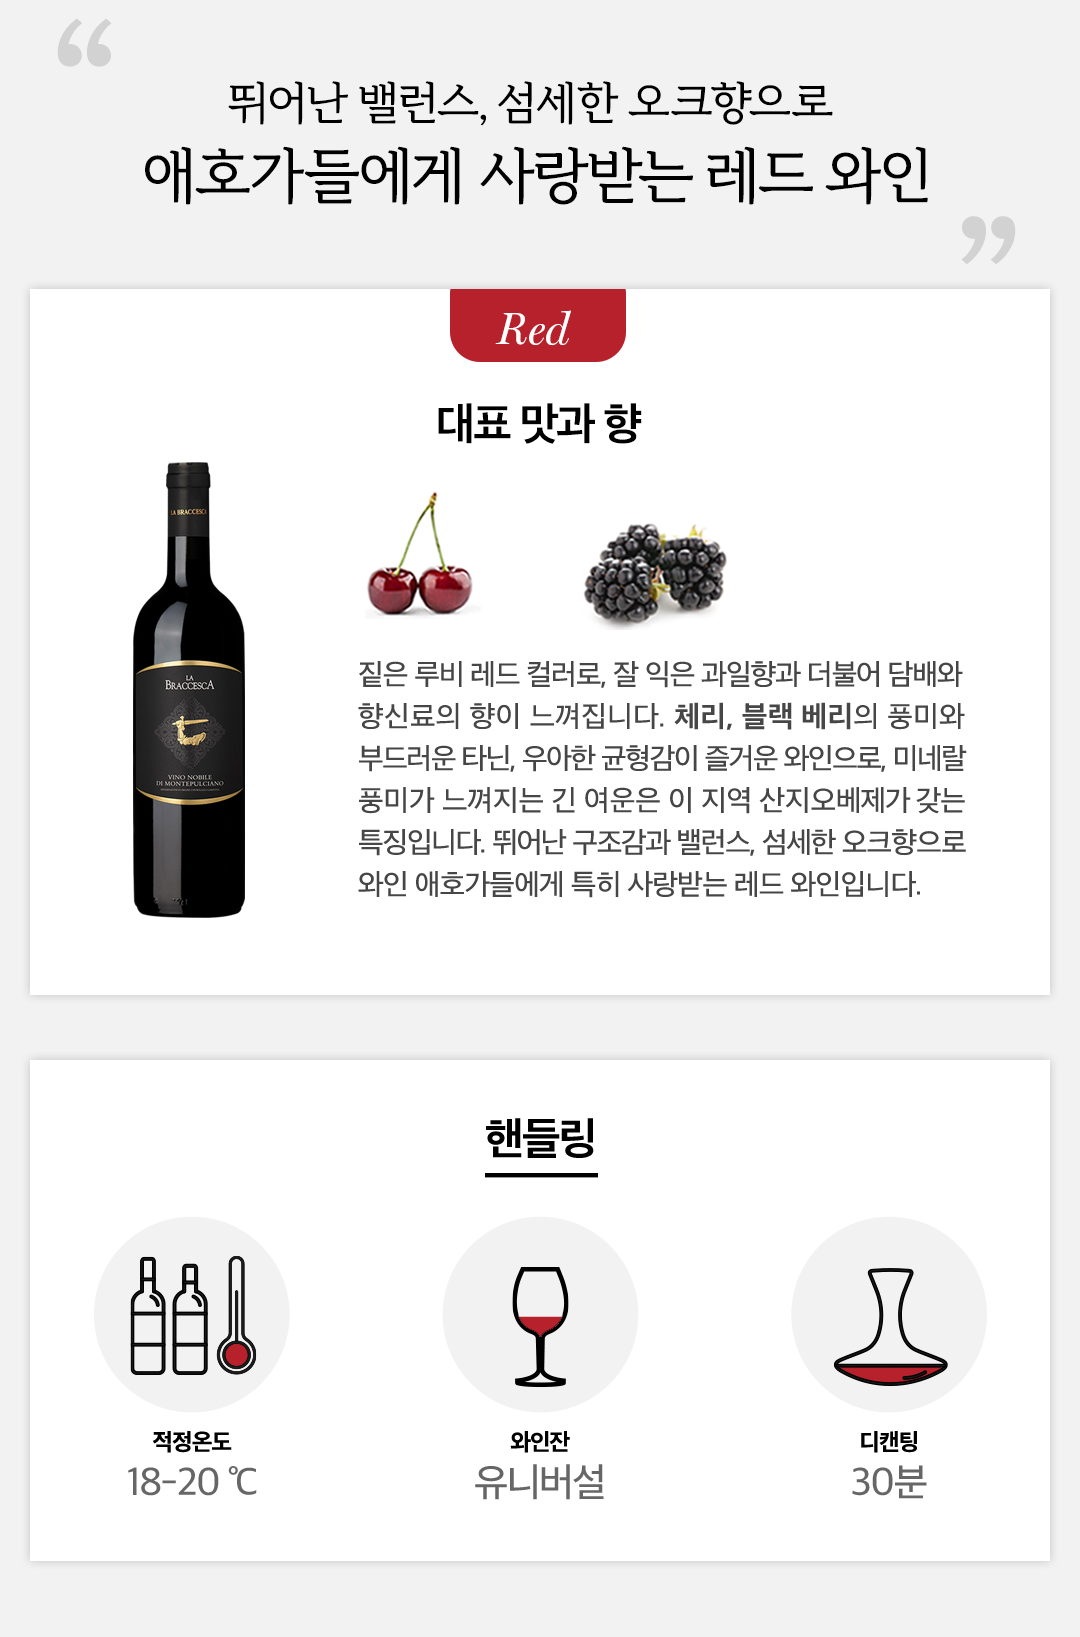 “
뛰어난 밸런스, 섬세한 오크향으로
애호가들에게 사랑받는 레드 와인
”
Red
대표 맛과 향
LA BRACCESCA
LA
BRACCESCA
VINO NOBILE
DI MONTEPULCIANO
짙은 루비 레드 컬러로, 잘 익은 과일향과 더불어 담배와
향신료의 향이 느껴집니다. 체리, 블랙 베리의 풍미와
부드러운 타닌, 우아한 균형감이 즐거운 와인으로, 미네랄
풍미가 느껴지는 긴 여운은 이 지역 산지오베제가 갖는
특징입니다. 뛰어난 구조감과 밸런스, 섬세한 오크향으로
와인 애호가들에게 특히 사랑받는 레드 와인입니다.
핸들링
적정온도
18-20 ℃
와인잔
유니버설
디캔팅
30분